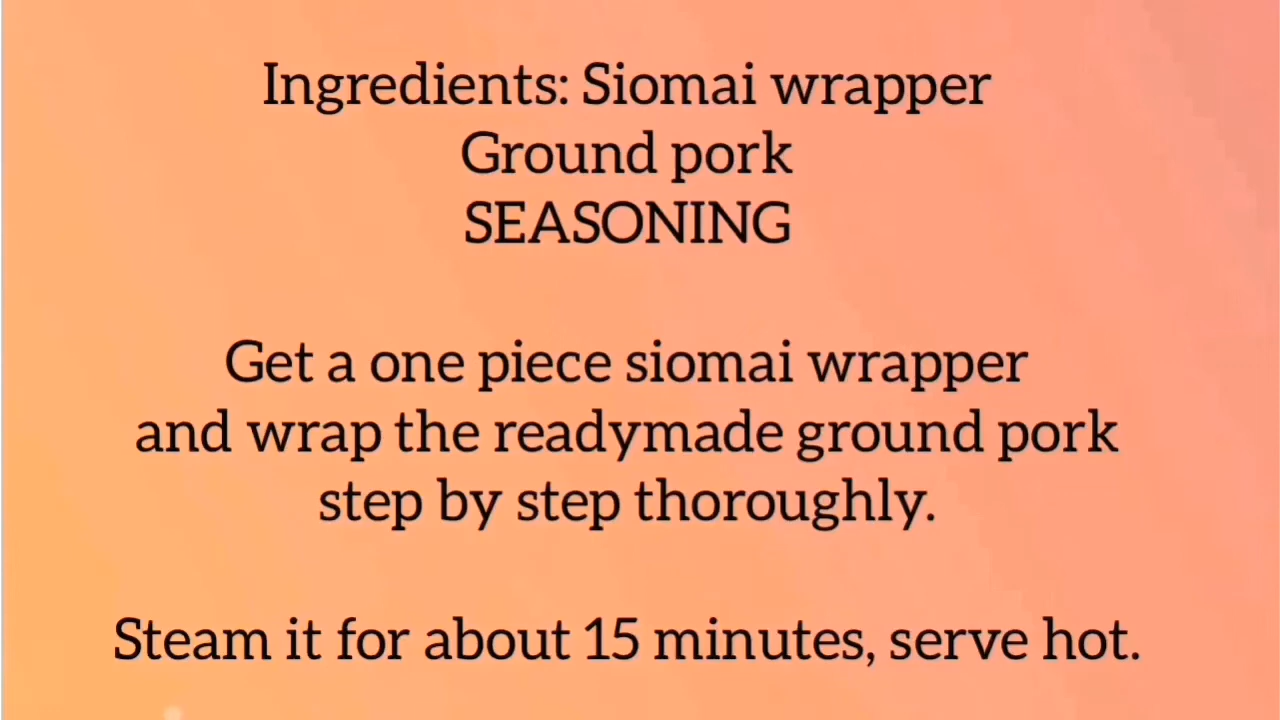 Ingredients: Siomai wrapper
Ground pork
SEASONING
Get a one piece siomai wrapper
and wrap the readymade ground pork
step by step thoroughly.
Steam it for about 15 minutes, serve hot.